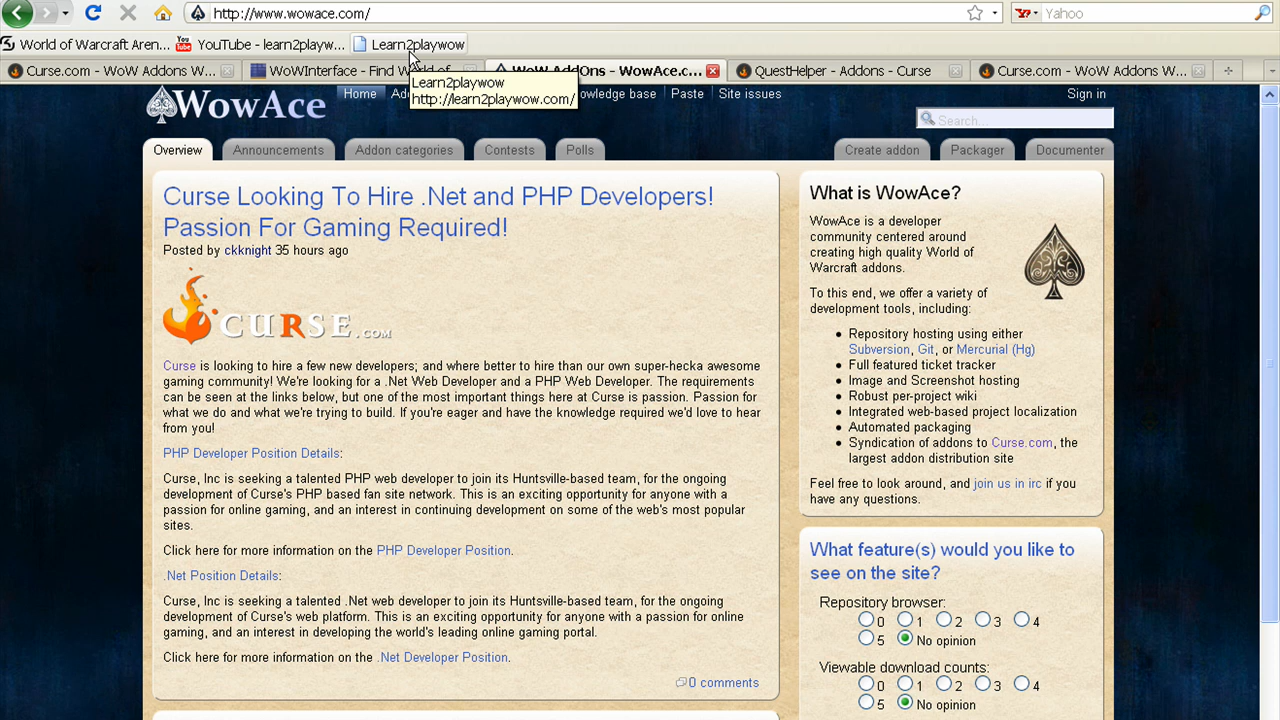 http://www.wowace.com/
Yahoo
World of Warcraft Aren...
YouTube - learn2playw...
Learn2playwow
Curse.com - WoW Addons W...
WoWInterface - Find World of
WoW AddOns - WowAce.c...
QuestHelper - Addons - Curse
Curse.com - WoW Addons W...
Learn2playwow
http://learn2playwow.com/
WowAce
Home
Paste
Site issues
Sign in
Search...
Overview
Announcements
Addon categories
Contests
Polls
Create addon
Packager
Documenter
Curse Looking To Hire .Net and PHP Developers!
Passion For Gaming Required!
Posted by ckknight 35 hours ago
CURSE.COM
Curse is looking to hire a few new developers; and where better to hire than our own super-hecka awesome
gaming community! We're looking for a .Net Web Developer and a PHP Web Developer. The requirements
can be seen at the links below, but one of the most important things here at Curse is passion. Passion for
what we do and what we're trying to build. If you're eager and have the knowledge required we'd love to hear
from you!
PHP Developer Position Details:
Curse, Inc is seeking a talented PHP web developer to join its Huntsville-based team, for the ongoing
development of Curse's PHP based fan site network. This is an exciting opportunity for anyone with a
passion for online gaming, and an interest in continuing development on some of the web's most popular
sites.
Click here for more information on the PHP Developer Position.
.Net Position Details:
Curse, Inc is seeking a talented .Net web developer to join its Huntsville-based team, for the ongoing
development of Curse's web platform. This is an exciting opportunity for anyone with a passion for online
gaming, and an interest in developing the world's leading online gaming portal.
Click here for more information on the .Net Developer Position.
0 comments
What is WowAce?
WowAce is a developer
community centered around
creating high quality World of
Warcraft addons.
To this end, we offer a variety of
development tools, including:
Repository hosting using either
Subversion, Git, or Mercurial (Hg)
Full featured ticket tracker
Image and Screenshot hosting
Robust per-project wiki
Integrated web-based project localization
Automated packaging
Syndication of addons to Curse.com, the
largest addon distribution site
Feel free to look around, and join us in irc if you
have any questions.
What feature(s) would you like to
see on the site?
Repository browser:
0 1 2 3 4
5 No opinion
Viewable download counts:
0 1 2 3 4
5 No opinion